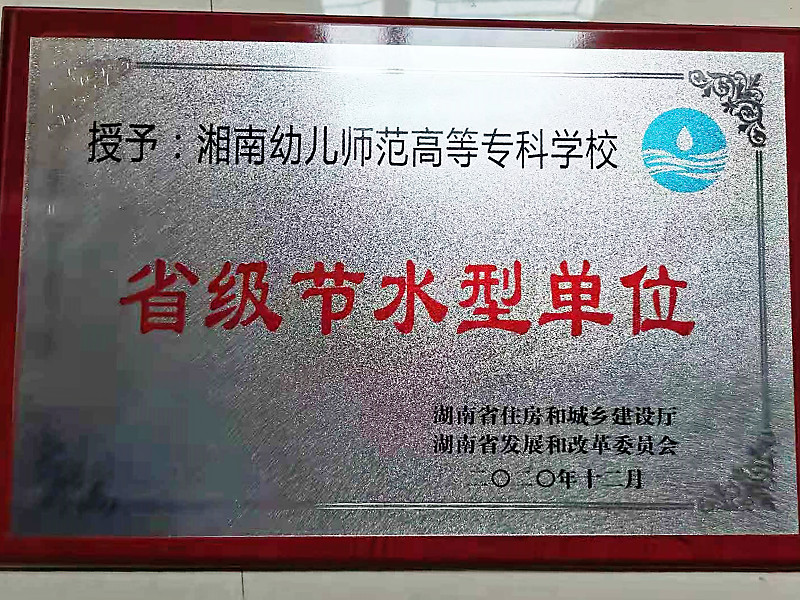 授予：湘南幼儿师范高等专科学校
省级节水型单位
湖南省住房和城乡建设厅
湖南省发展和改革委员会
二〇二〇年十二月